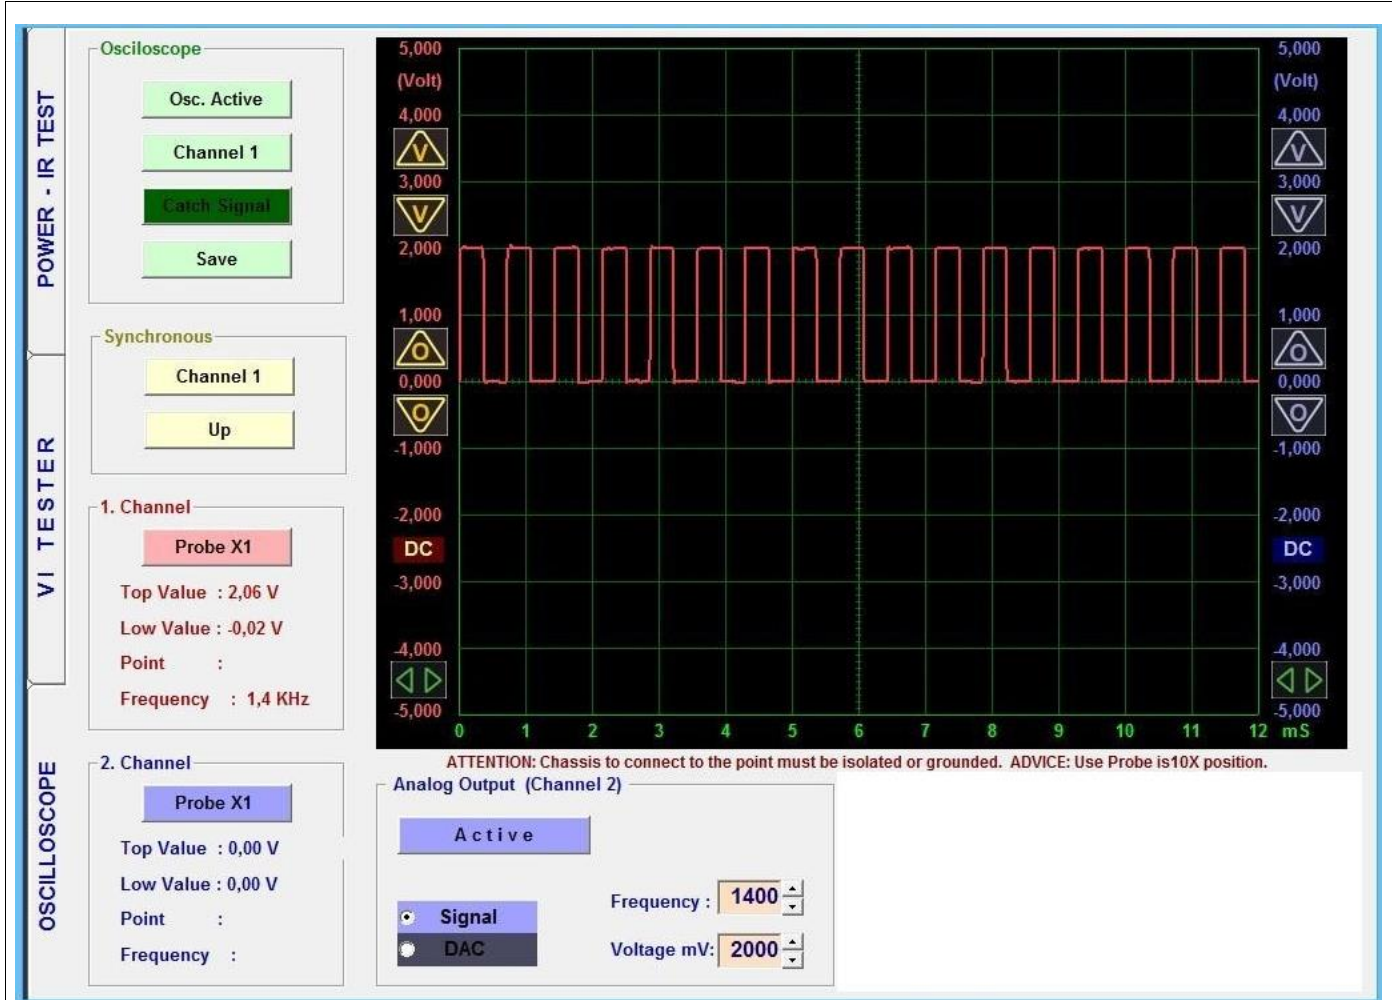 POWER - IR TEST
VI TESTER
OSCILLOSCOPE
Osciloscope
Osc. Active
Channel 1
Catch Signal
Save
Synchronous
Channel 1
Up
1. Channel
Probe X1
Top Value : 2,06 V
Low Value : -0,02 V
Point :
Frequency : 1,4 KHz
2. Channel
Probe X1
Top Value : 0,00 V
Low Value : 0,00 V
Point :
Frequency :
5,000
(Volt)
4,000
V
3,000
V
2,000
1,000
O
0,000
O
-1,000
-2,000
DC
-3,000
-4,000
-5,000
0 1 2 3 4 5 6 7 8 9 10 11 12 mS
5,000
(Volt)
4,000
V
3,000
V
2,000
1,000
O
0,000
O
-1,000
-2,000
DC
-3,000
-4,000
-5,000
ATTENTION: Chassis to connect to the point must be isolated or grounded. ADVICE: Use Probe is10X position.
Analog Output (Channel 2)
Active
Signal
DAC
Frequency : 1400
Voltage mV: 2000